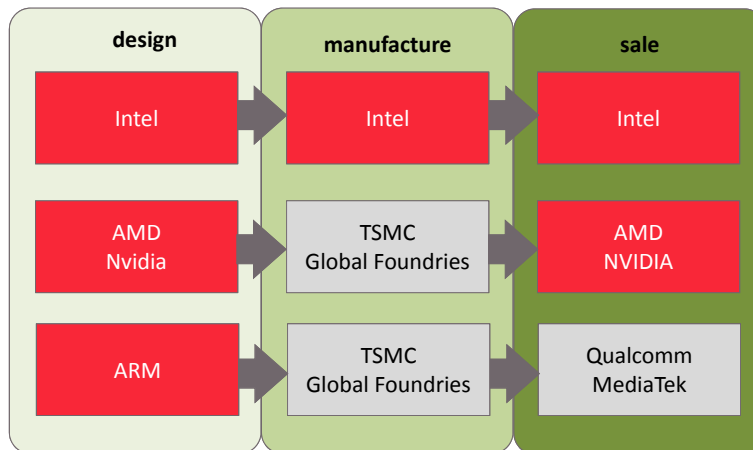 design
manufacture
sale
Intel
Intel
Intel
AMD
Nvidia
TSMC
Global Foundries
AMD
NVIDIA
ARM
TSMC
Global Foundries
Qualcomm
MediaTek